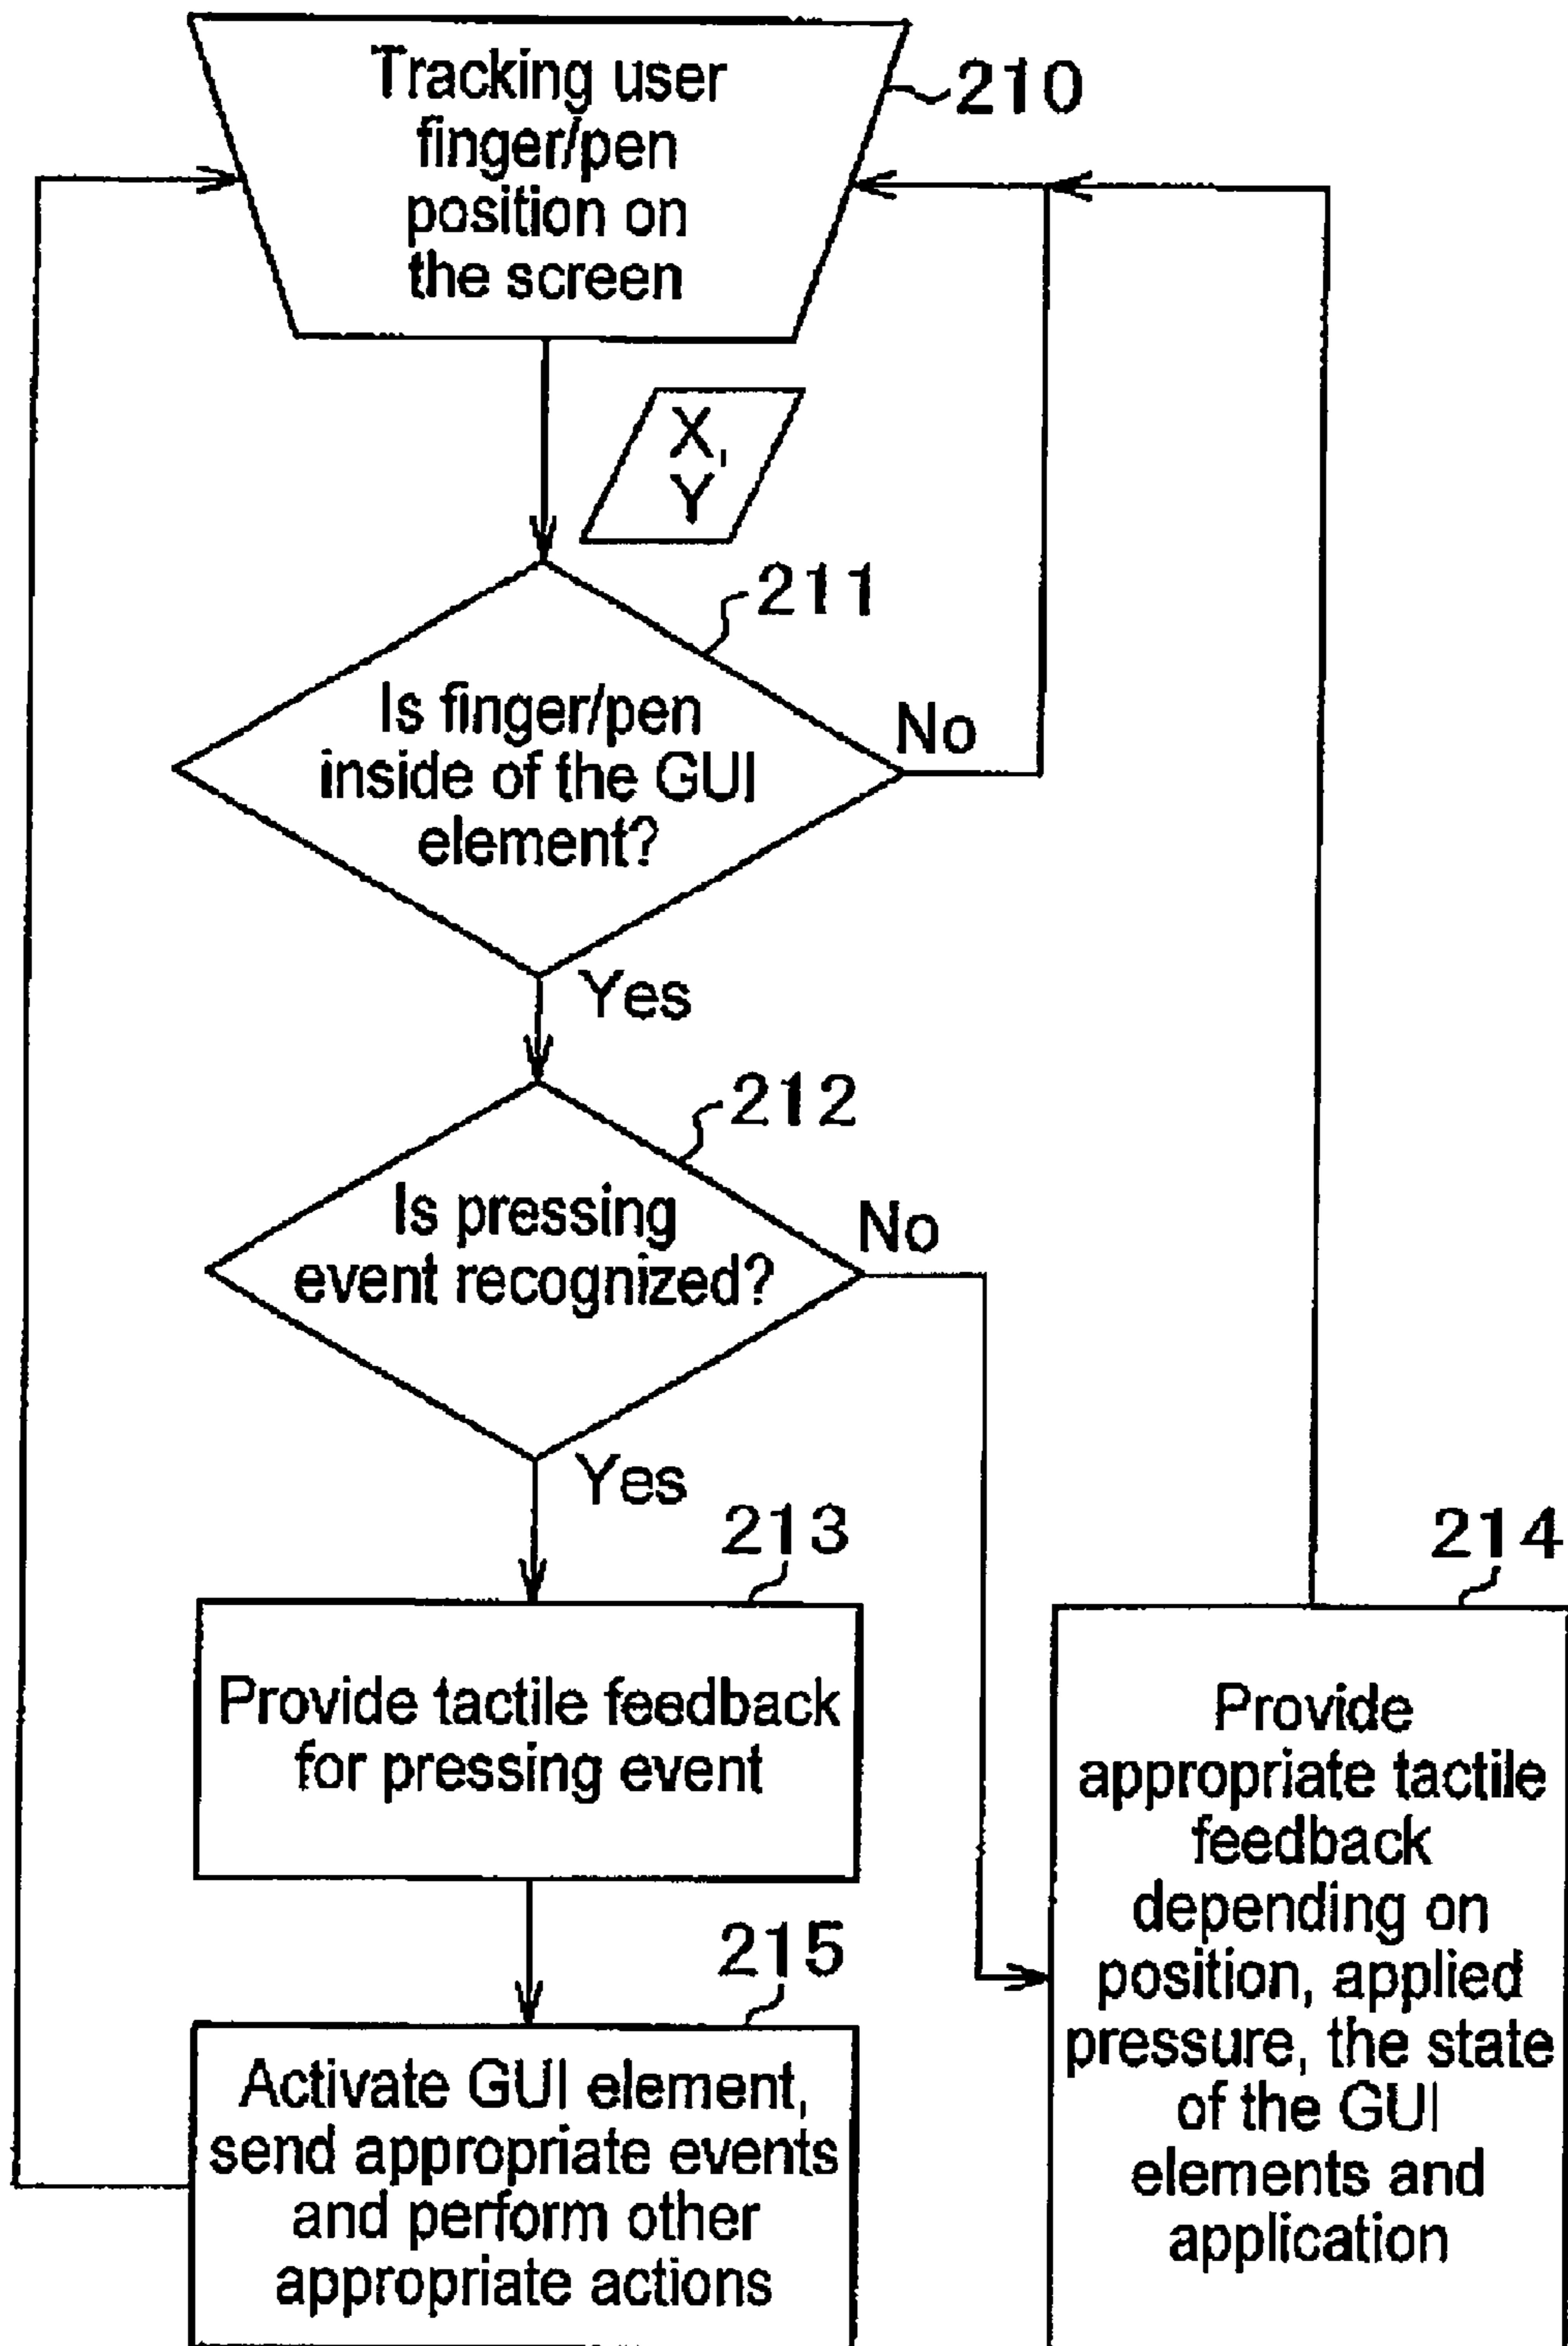 Tracking user
finger/pen
position on
the screen
210
X,
Y
211
Is finger/pen
inside of the GUI
element?
No
Yes
212
Is pressing
event recognized?
No
Yes
213
Provide tactile feedback
for pressing event
214
Provide
appropriate tactile
feedback
depending on
position, applied
pressure, the state
of the GUI
elements and
application
215
Activate GUI element,
send appropriate events
and perform other
appropriate actions